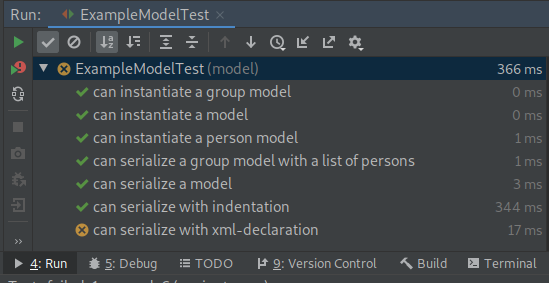 Run: ExampleModelTest ×
ExampleModelTest (model) 366 ms
can instantiate a group model 0 ms
can instantiate a model 0 ms
can instantiate a person model 1 ms
can serialize a group model with a list of persons 1 ms
can serialize a model 3 ms
can serialize with indentation 344 ms
can serialize with xml-declaration 17 ms
4: Run 5: Debug TODO 9: Version Control Build Terminal